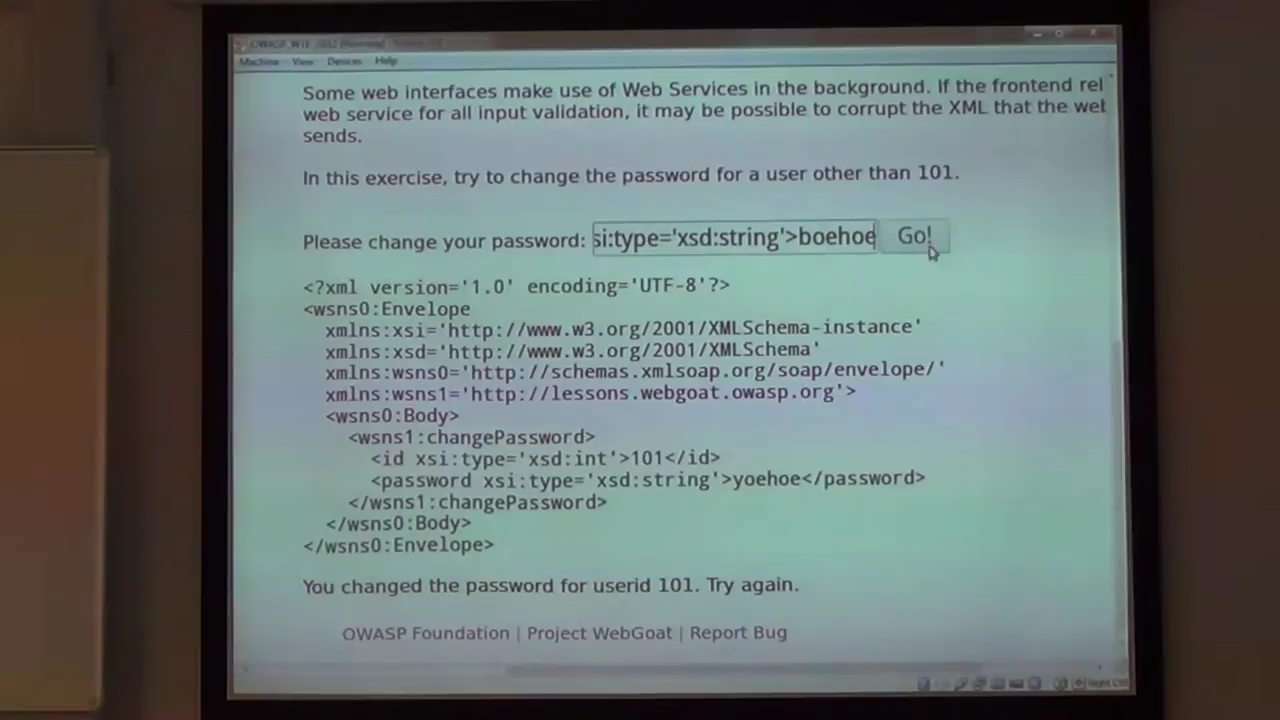 Machine View Devices Help
Some web interfaces make use of Web Services in the background. If the frontend rel
web service for all input validation, it may be possible to corrupt the XML that the wel
sends.
In this exercise, try to change the password for a user other than 101.
Please change your password: si:type='xsd:string'>boehoe Go!
<?xml version='1.0' encoding='UTF-8'?>
<wsns0:Envelope
xmlns:xsi='http://www.w3.org/2001/XMLSchema-instance'
xmlns:xsd='http://www.w3.org/2001/XMLSchema'
xmlns:wsns0='http://schemas.xmlsoap.org/soap/envelope/'
xmlns:wsns1='http://lessons.webgoat.owasp.org'>
<wsns0:Body>
<wsns1:changePassword>
<id xsi:type='xsd:int'>101</id>
<password xsi:type='xsd:string'>yoehoe</password>
</wsns1:changePassword>
</wsns0:Body>
</wsns0:Envelope>
You changed the password for userid 101. Try again.
OWASP Foundation | Project WebGoat | Report Bug